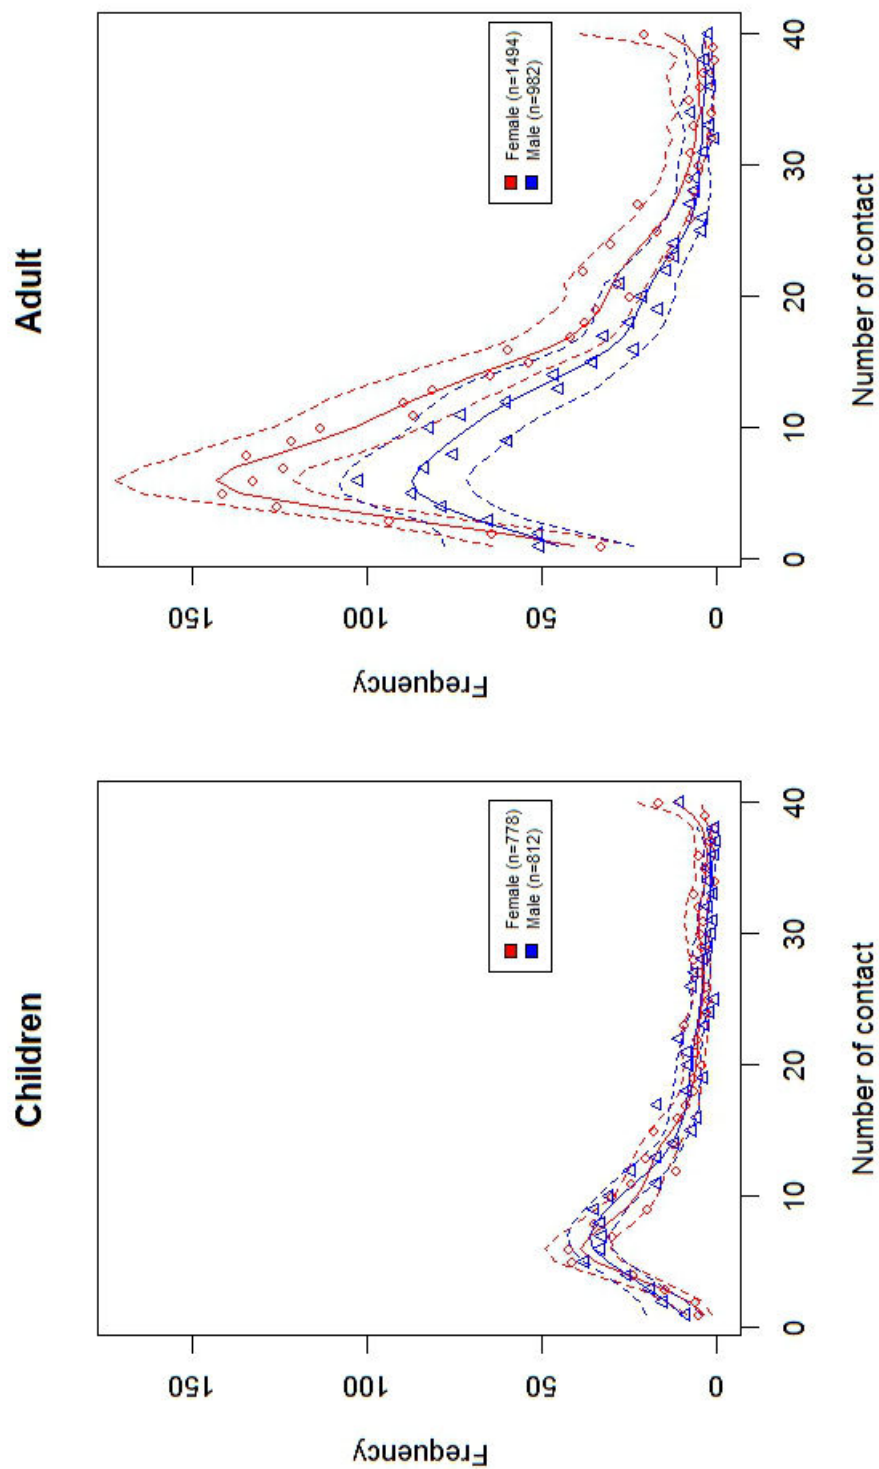 Children
Frequency
0
50
100
150
0
10
20
30
40
Number of contact
Female (n=778)
Male (n=812)
Adult
Frequency
0
50
100
150
0
10
20
30
40
Number of contact
Female (n=1494)
Male (n=982)